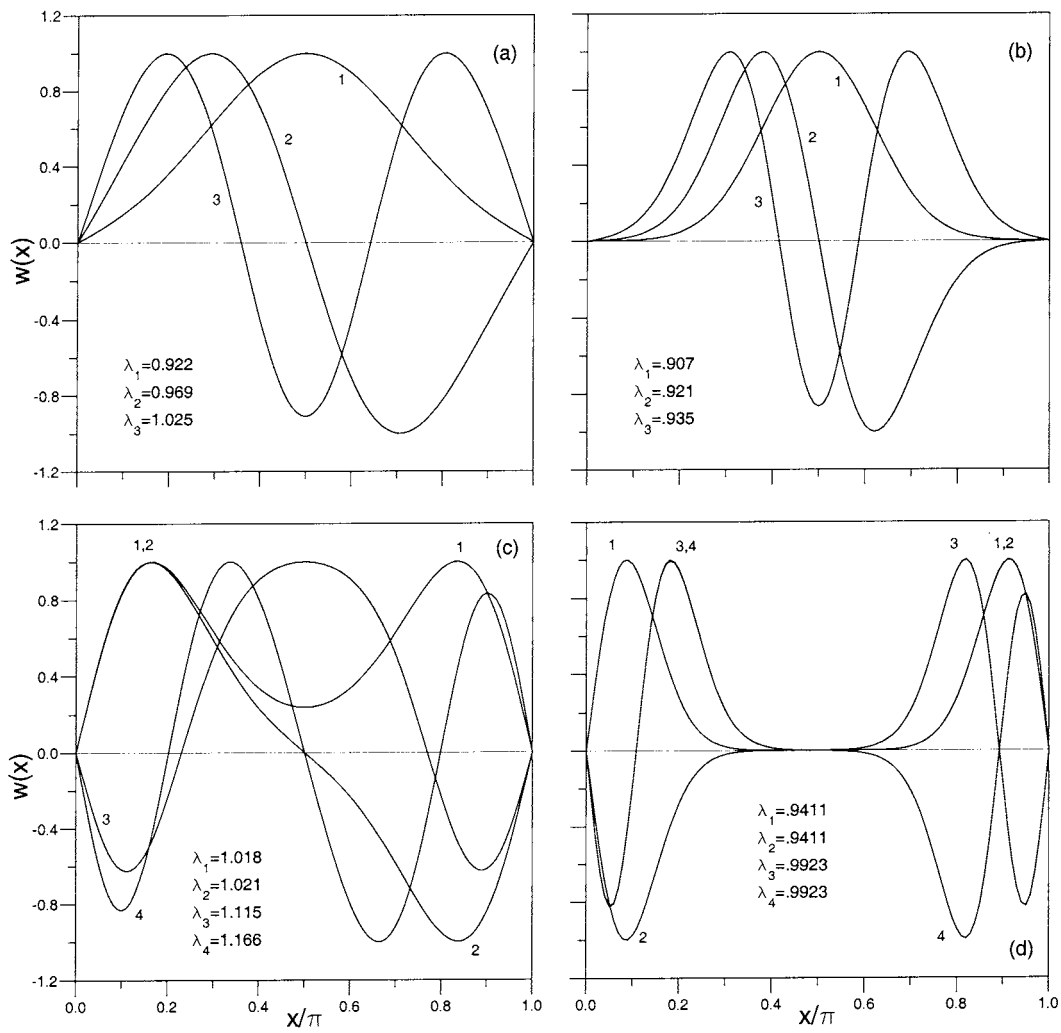 1.2
(a)
(b)
0.8
1
1
2
2
0.4
3
3
w(x)
0.0
-0.4
λ₁=0.922
λ₂=0.969
λ₃=1.025
λ₁=.907
λ₂=.921
λ₃=.935
-0.8
-1.2
1.2
1,2
1
(c)
1
3,4
3
1,2
0.8
0.4
w(x)
0.0
-0.4
3
λ₁=1.018
λ₂=1.021
λ₃=1.115
λ₄=1.166
λ₁=.9411
λ₂=.9411
λ₃=.9923
λ₄=.9923
-0.8
4
2
2
4
(d)
-1.2
0.0 0.2 0.4 0.6 0.8 1.0
0.0 0.2 0.4 0.6 0.8 1.0
x/π
x/π